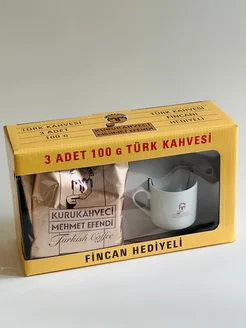 TÜRK KAHVESİ
3 ADET
100 G
KURUKAHVECİ
MEHMET EFENDİ
TÜRK KAHVESİ
FİNCANI
HEDİYELİ
3 ADET 100 G TÜRK KAHVESİ
KURUKAHVECİ
MEHMET EFENDİ
Turkish Coffee
FİNCAN HEDİYELİ